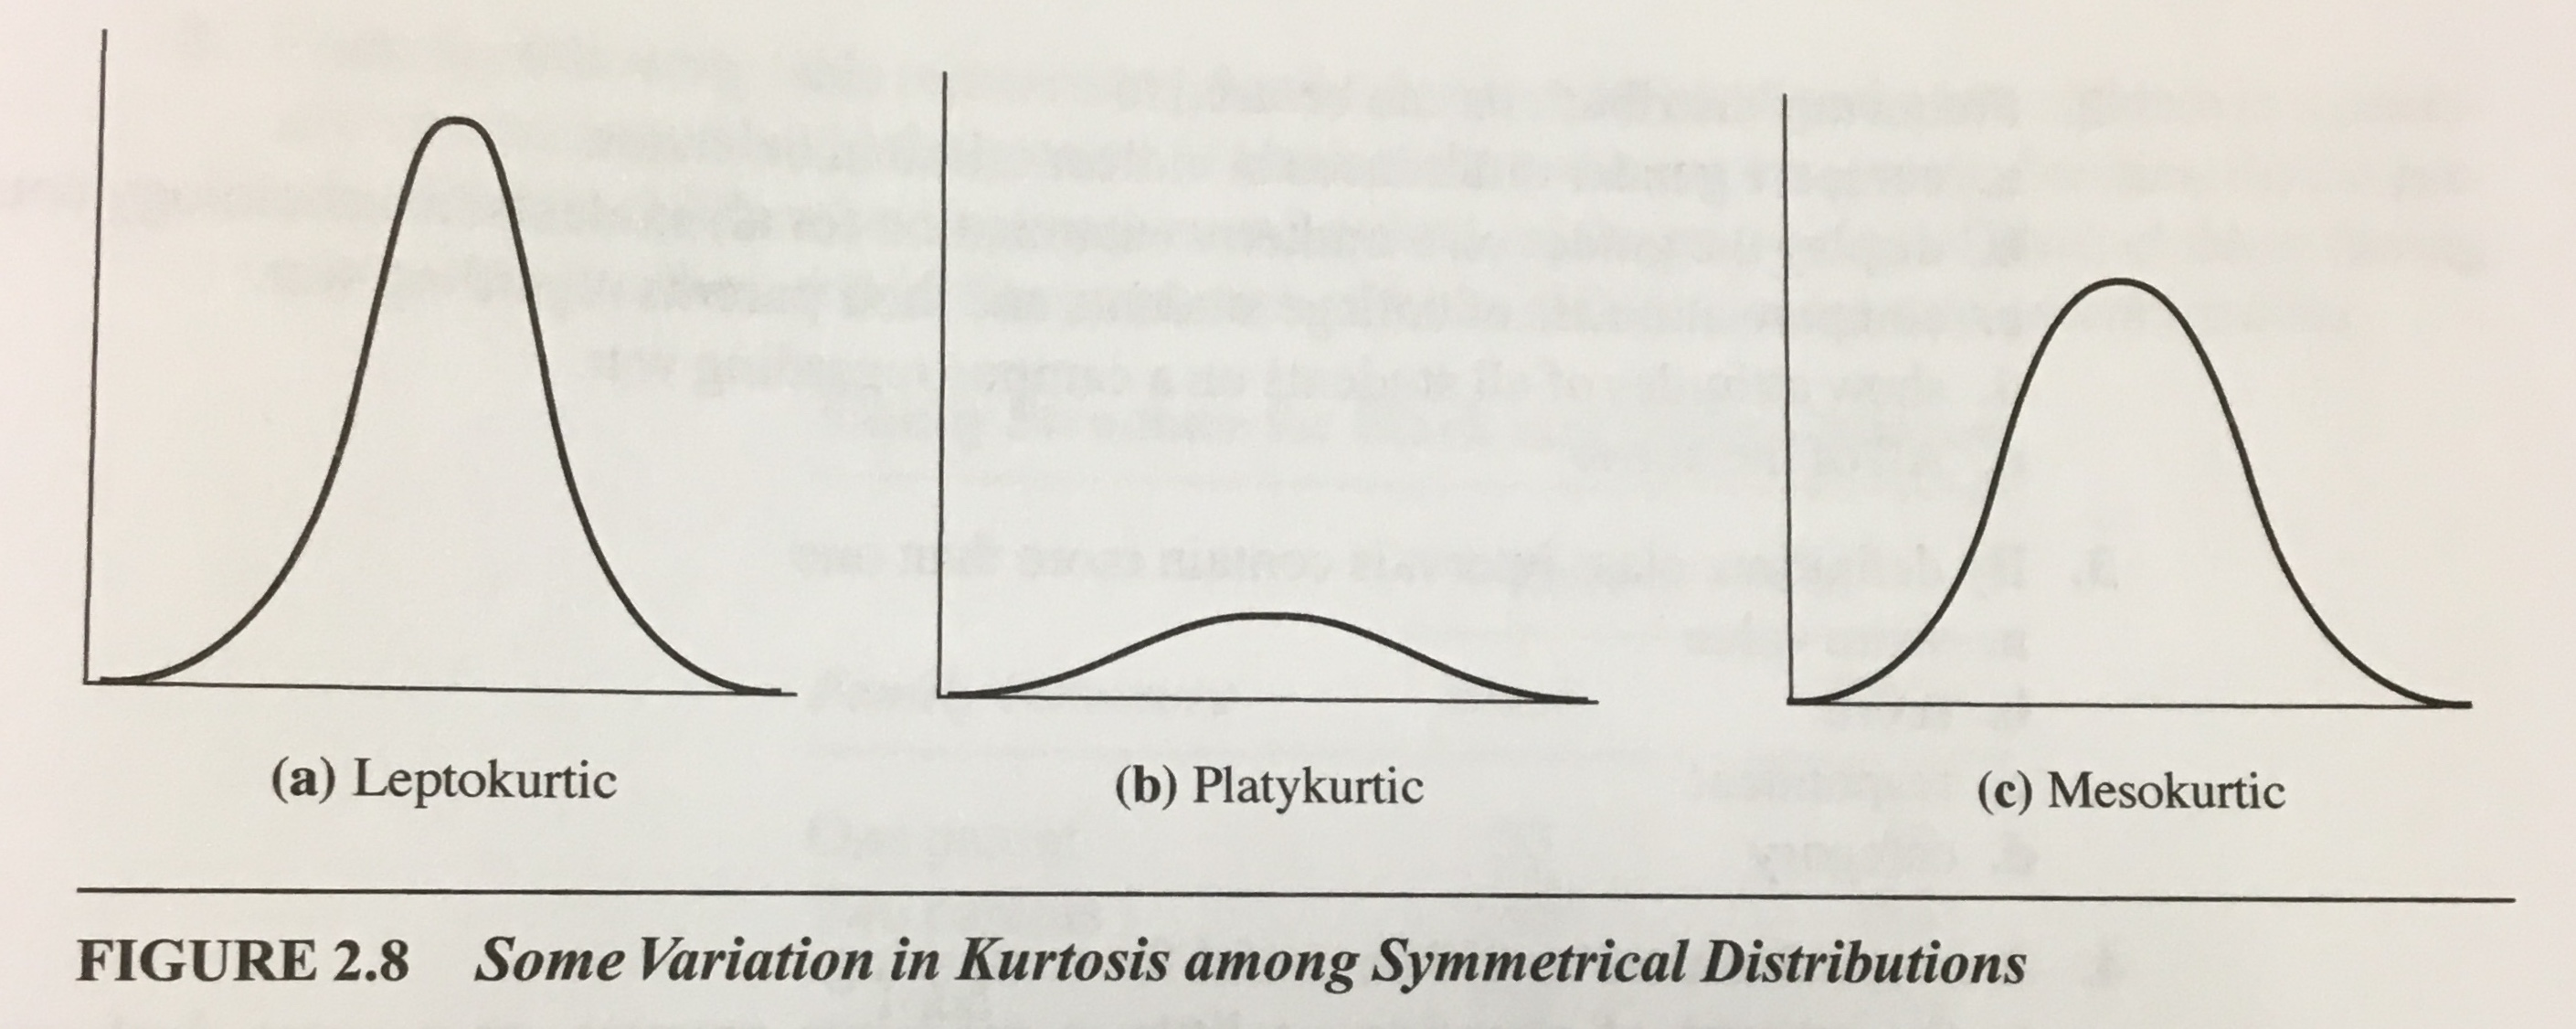 (a) Leptokurtic
(b) Platykurtic
(c) Mesokurtic
FIGURE 2.8 Some Variation in Kurtosis among Symmetrical Distributions